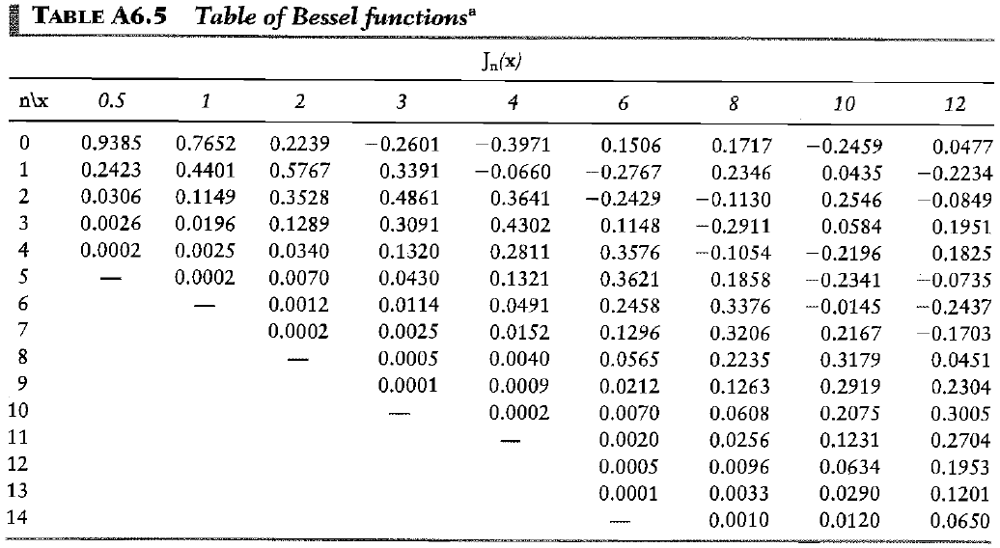 TABLE A6.5 Table of Bessel functionsᵃ
Jₙ(x)
n\x 0.5 1 2 3 4 6 8 10 12
0 0.9385 0.7652 0.2239 −0.2601 −0.3971 0.1506 0.1717 −0.2459 0.0477
1 0.2423 0.4401 0.5767 0.3391 −0.0660 −0.2767 0.2346 0.0435 −0.2234
2 0.0306 0.1149 0.3528 0.4861 0.3641 −0.2429 −0.1130 0.2546 −0.0849
3 0.0026 0.0196 0.1289 0.3091 0.4302 0.1148 −0.2911 0.0584 0.1951
4 0.0002 0.0025 0.0340 0.1320 0.2811 0.3576 −0.1054 −0.2196 0.1825
5 — 0.0002 0.0070 0.0430 0.1321 0.3621 0.1858 −0.2341 −0.0735
6 — 0.0012 0.0114 0.0491 0.2458 0.3376 −0.0145 −0.2437
7 0.0002 0.0025 0.0152 0.1296 0.3206 0.2167 −0.1703
8 — 0.0005 0.0040 0.0565 0.2235 0.3179 0.0451
9 0.0001 0.0009 0.0212 0.1263 0.2919 0.2304
10 — 0.0002 0.0070 0.0608 0.2075 0.3005
11 — 0.0020 0.0256 0.1231 0.2704
12 0.0005 0.0096 0.0634 0.1953
13 0.0001 0.0033 0.0290 0.1201
14 — 0.0010 0.0120 0.0650